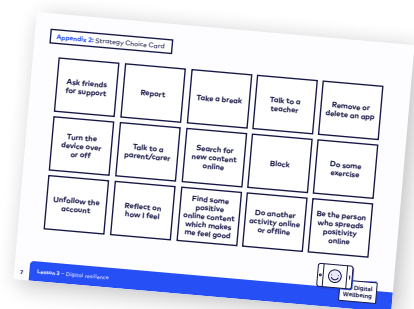 Appendix 2: Strategy Choice Card
Ask friends
for support
Report
Take a break
Talk to a
teacher
Remove or
delete an app
Turn the
device over
or off
Talk to a
parent/carer
Search for
new content
online
Block
Do some
exercise
Unfollow the
account
Reflect on
how I feel
Find some
positive
online content
which makes
me feel good
Do another
activity online
or offline
Be the person
who spreads
positivity
online
7
Lesson 3 – Digital resilience
Digital
Wellbeing